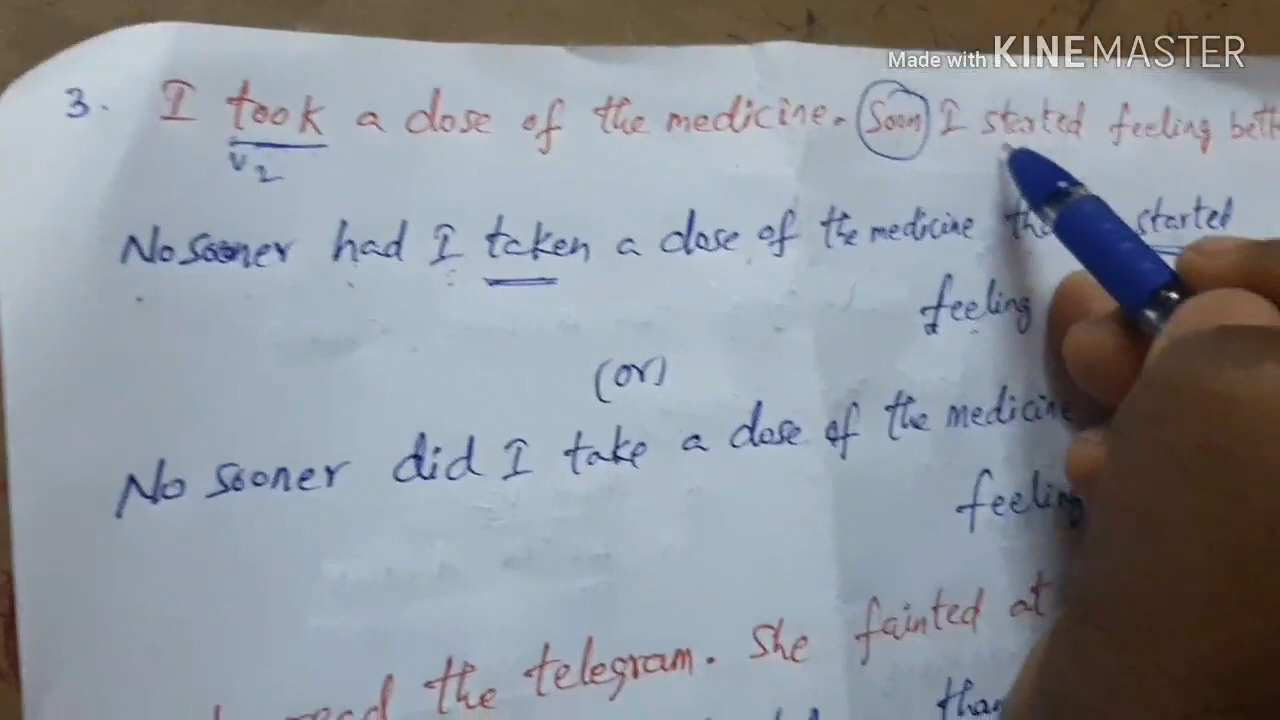 Made with KINEMASTER
3. I took a dose of the medicine. Soon I started feeling
V2
No sooner had I taken a dose of the medicine started
feeling
(or)
No sooner did I take a dose of the medicine
feeling
the telegram. She fainted at